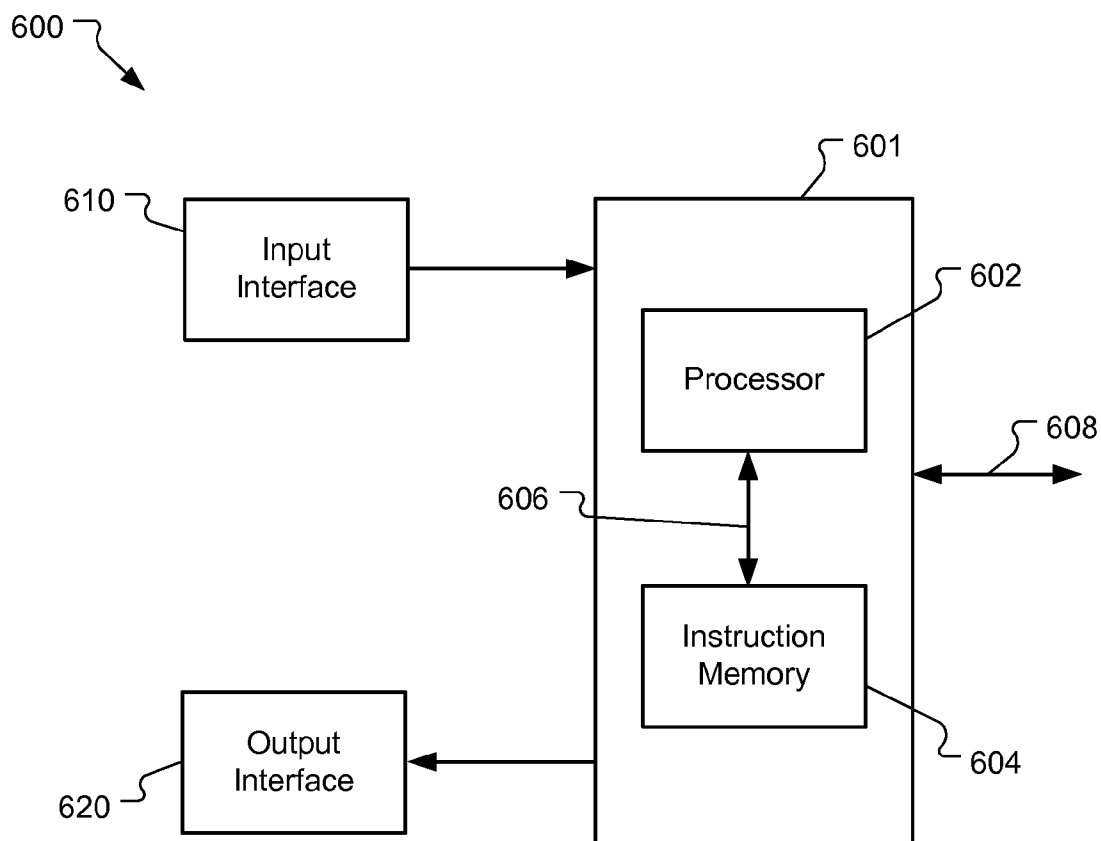 600
601
610
Input
Interface
602
Processor
608
606
Instruction
Memory
Output
Interface
604
620